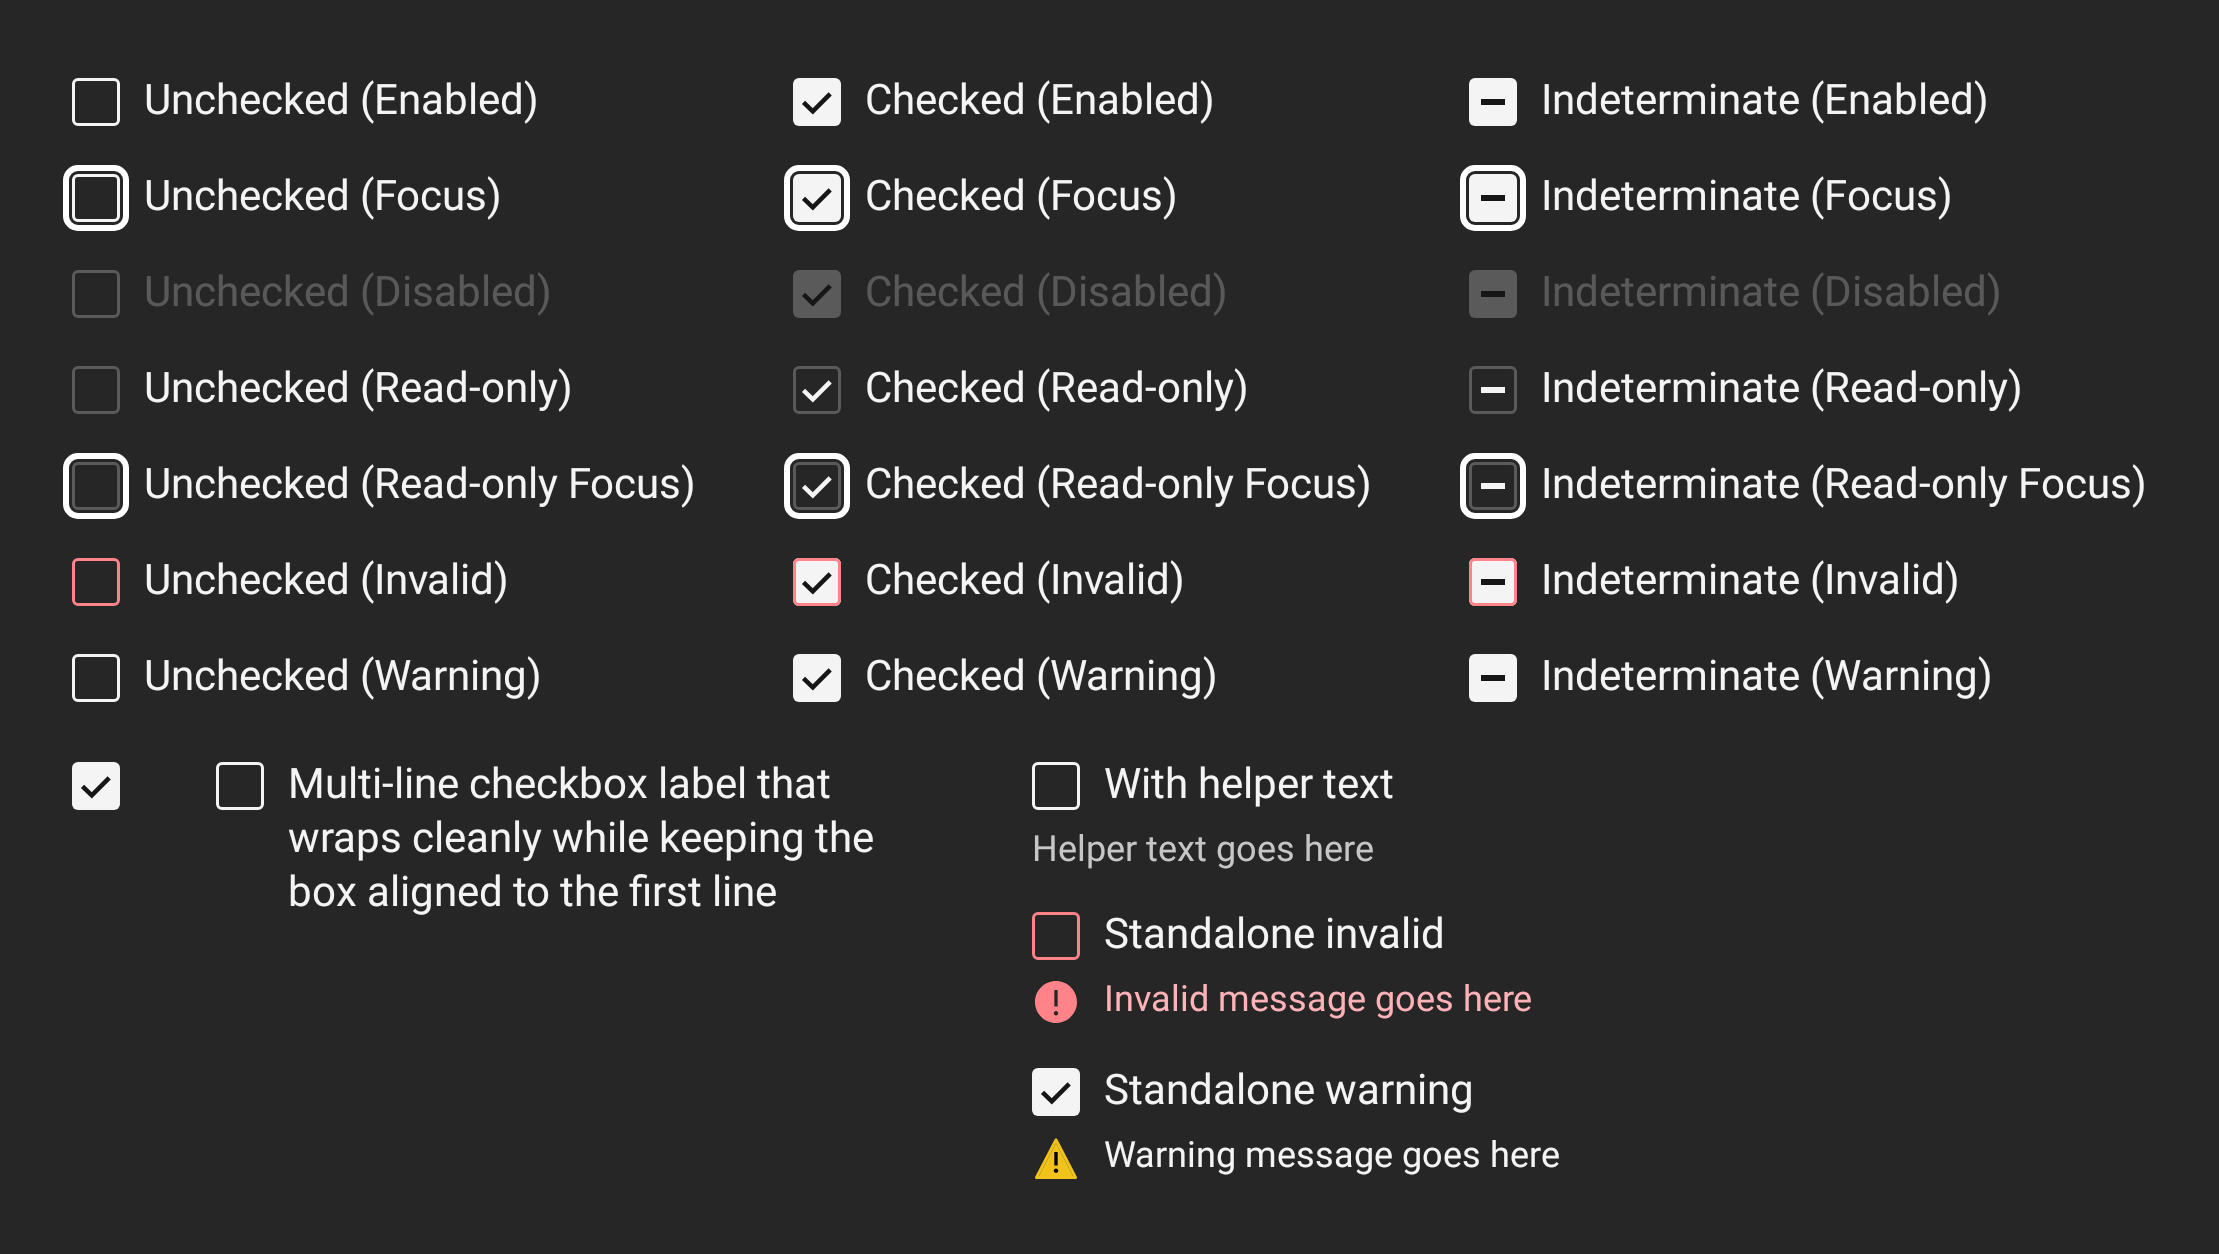 Unchecked (Enabled)
Checked (Enabled)
Indeterminate (Enabled)
Unchecked (Focus)
Checked (Focus)
Indeterminate (Focus)
Unchecked (Disabled)
Checked (Disabled)
Indeterminate (Disabled)
Unchecked (Read-only)
Checked (Read-only)
Indeterminate (Read-only)
Unchecked (Read-only Focus)
Checked (Read-only Focus)
Indeterminate (Read-only Focus)
Unchecked (Invalid)
Checked (Invalid)
Indeterminate (Invalid)
Unchecked (Warning)
Checked (Warning)
Indeterminate (Warning)
Multi-line checkbox label that
wraps cleanly while keeping the
box aligned to the first line
With helper text
Helper text goes here
Standalone invalid
Invalid message goes here
Standalone warning
Warning message goes here